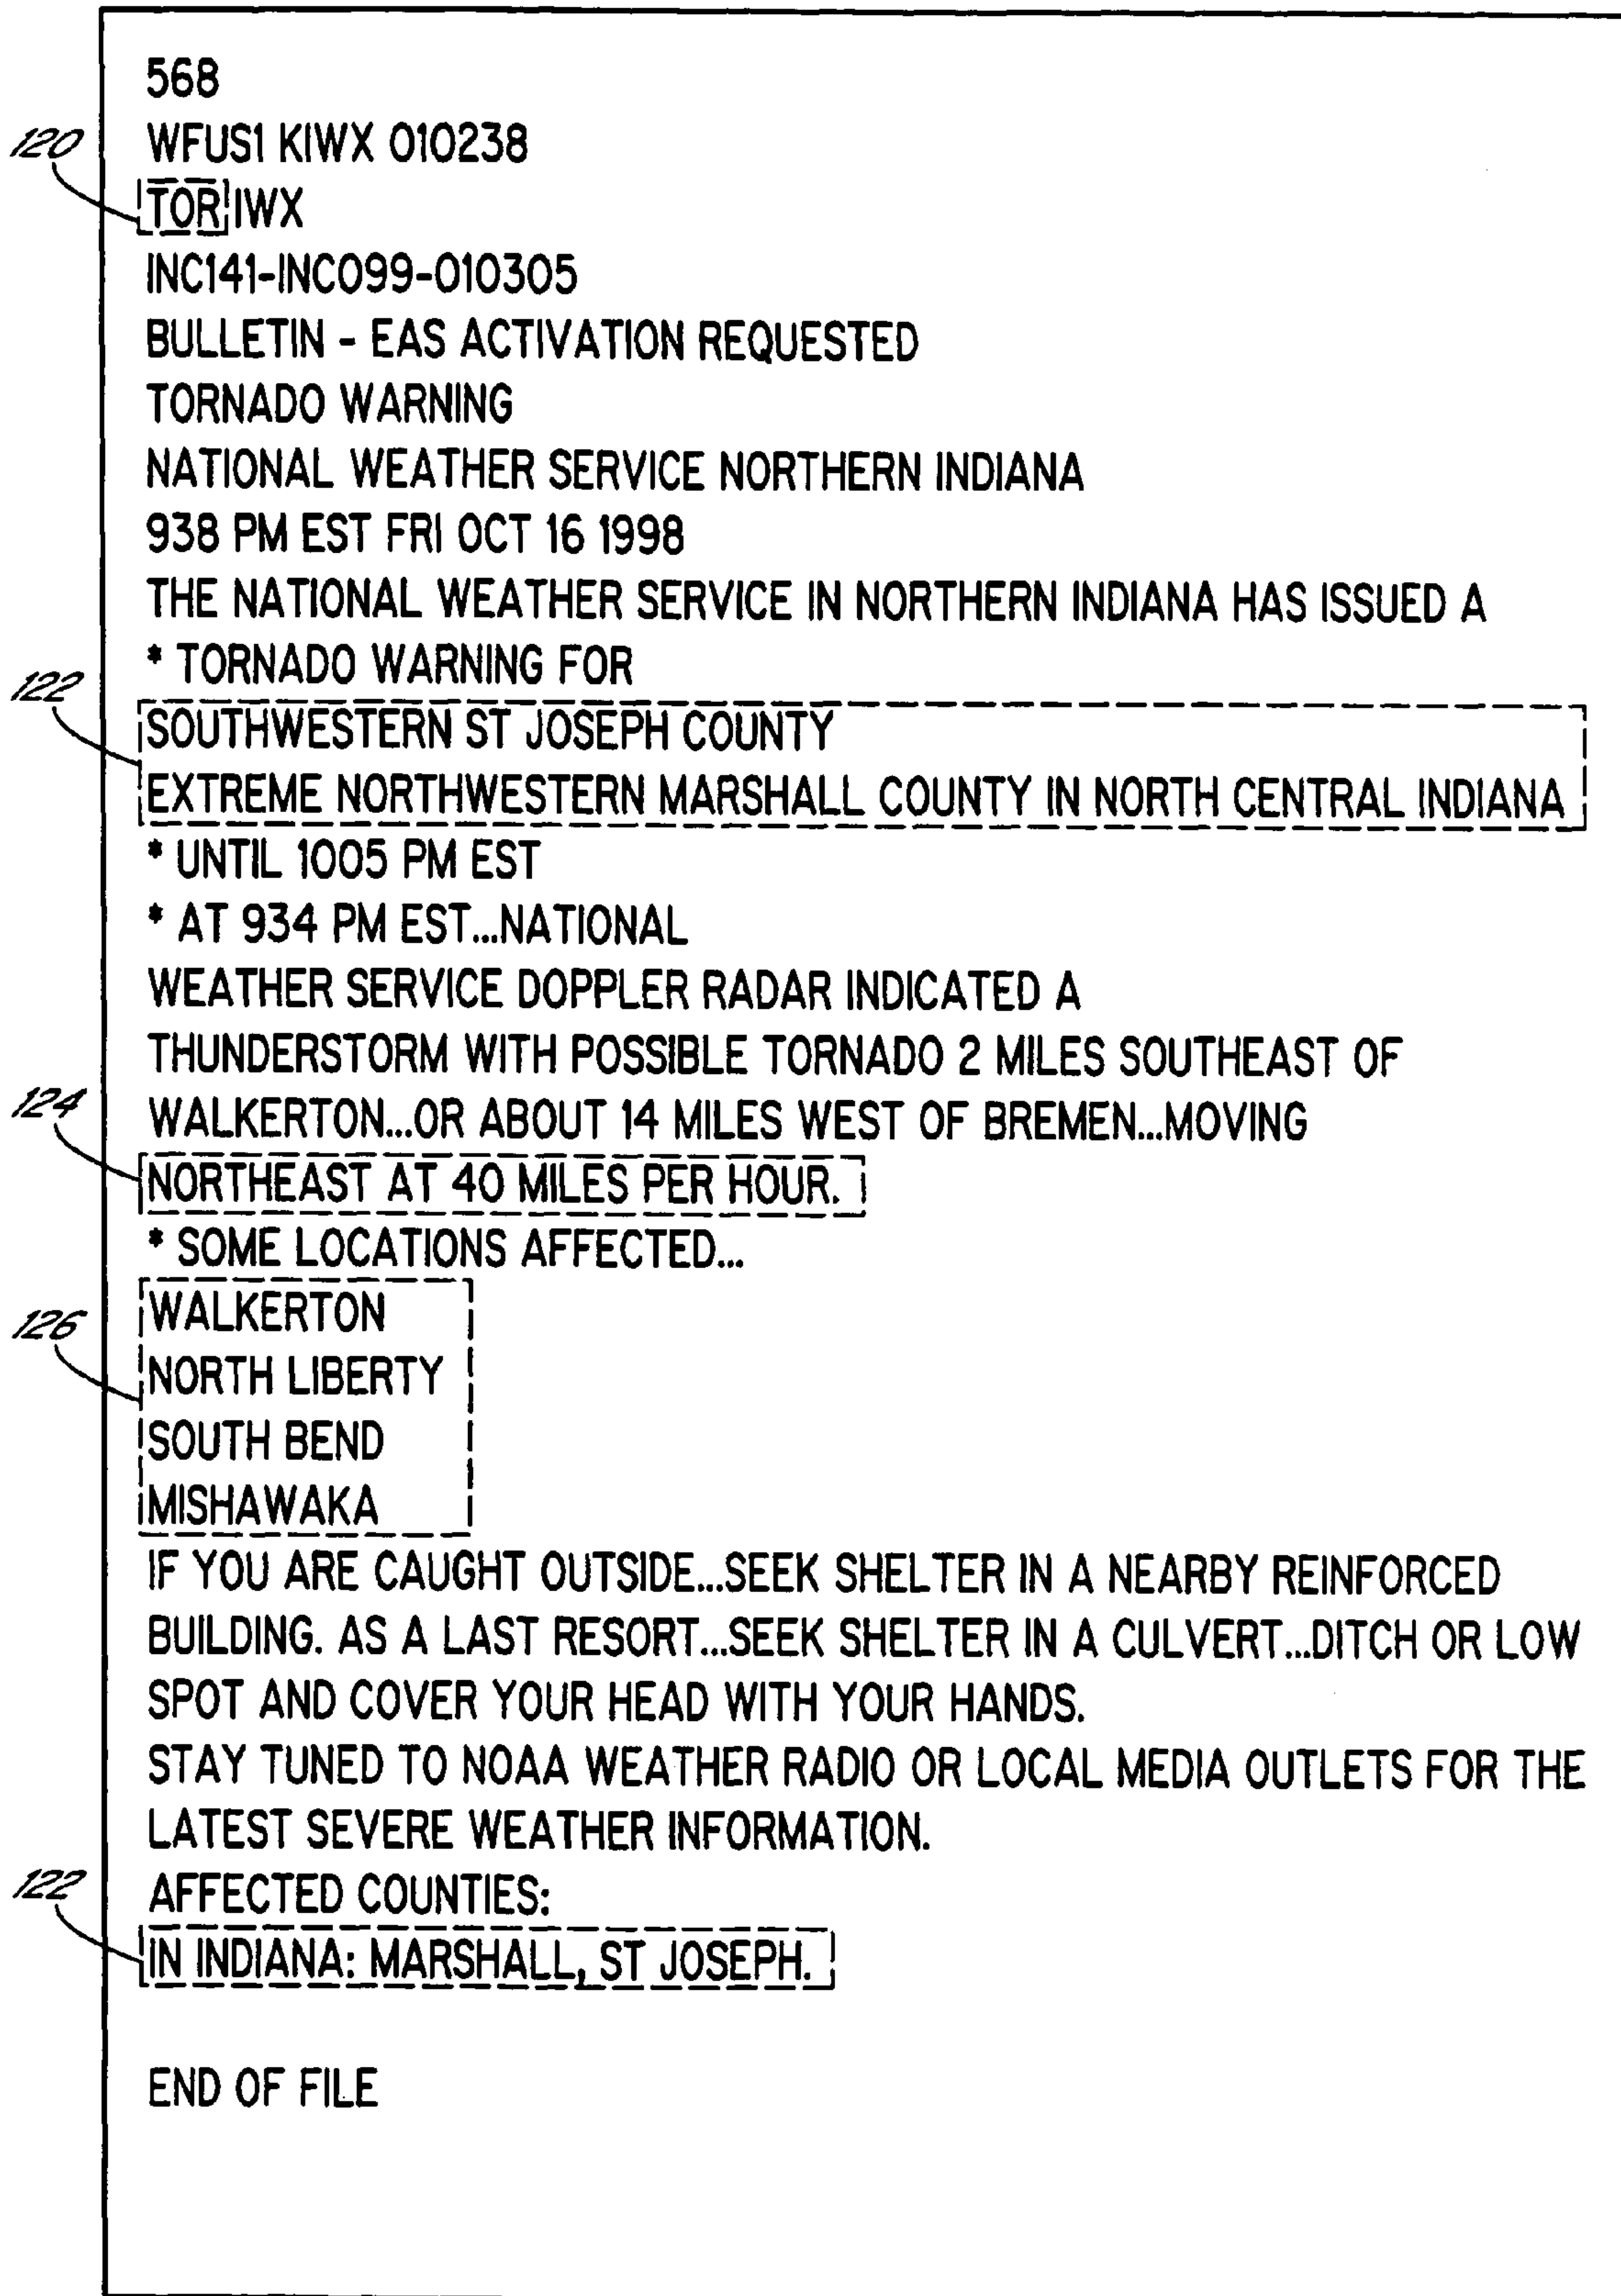 568
120 WFUS1 KIWX 010238
TOR IWX
INC141-INC099-010305
BULLETIN - EAS ACTIVATION REQUESTED
TORNADO WARNING
NATIONAL WEATHER SERVICE NORTHERN INDIANA
938 PM EST FRI OCT 16 1998
THE NATIONAL WEATHER SERVICE IN NORTHERN INDIANA HAS ISSUED A
* TORNADO WARNING FOR
122 SOUTHWESTERN ST JOSEPH COUNTY
EXTREME NORTHWESTERN MARSHALL COUNTY IN NORTH CENTRAL INDIANA
* UNTIL 1005 PM EST
* AT 934 PM EST...NATIONAL
WEATHER SERVICE DOPPLER RADAR INDICATED A
THUNDERSTORM WITH POSSIBLE TORNADO 2 MILES SOUTHEAST OF
124 WALKERTON...OR ABOUT 14 MILES WEST OF BREMEN...MOVING
NORTHEAST AT 40 MILES PER HOUR.
* SOME LOCATIONS AFFECTED...
126 WALKERTON
NORTH LIBERTY
SOUTH BEND
MISHAWAKA
IF YOU ARE CAUGHT OUTSIDE...SEEK SHELTER IN A NEARBY REINFORCED
BUILDING. AS A LAST RESORT...SEEK SHELTER IN A CULVERT...DITCH OR LOW
SPOT AND COVER YOUR HEAD WITH YOUR HANDS.
STAY TUNED TO NOAA WEATHER RADIO OR LOCAL MEDIA OUTLETS FOR THE
LATEST SEVERE WEATHER INFORMATION.
122 AFFECTED COUNTIES:
IN INDIANA: MARSHALL, ST JOSEPH.
END OF FILE